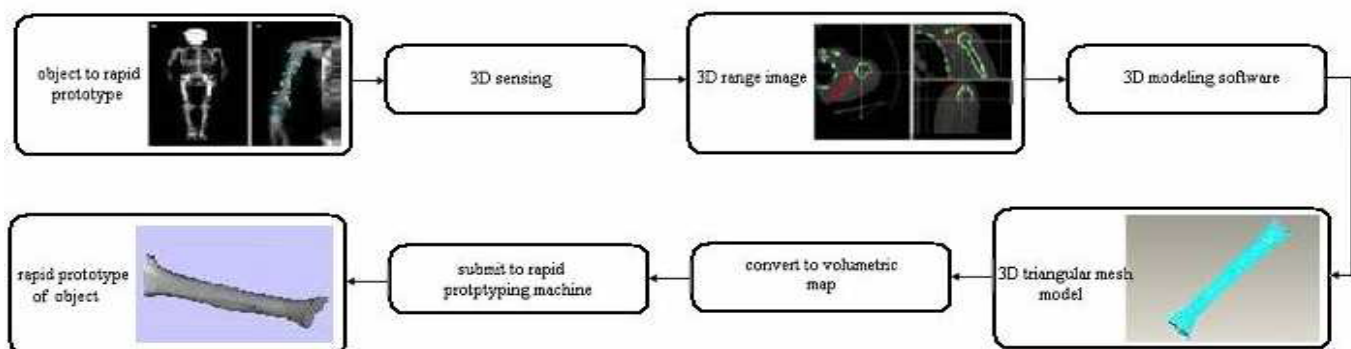 object to rapid
prototype
3D sensing
3D range image
3D modeling software
3D triangular mesh
model
convert to volumetric
map
submit to rapid
protptyping machine
rapid prototype
of object